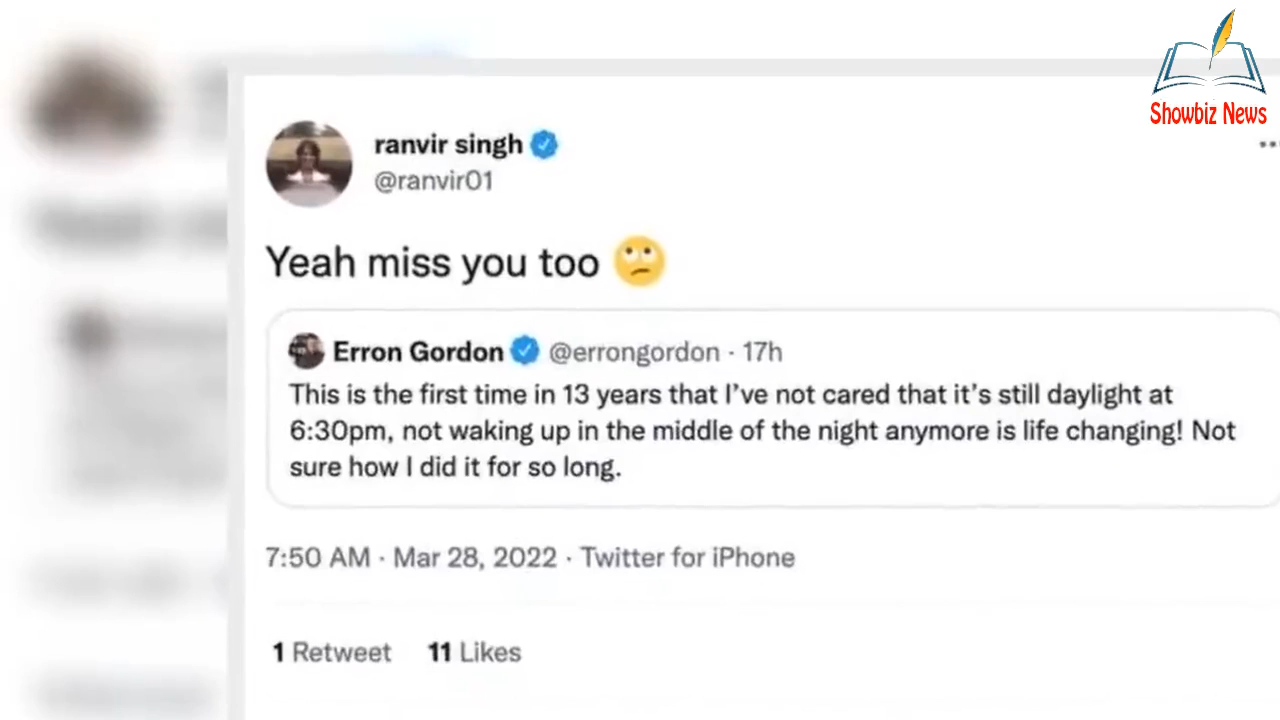 Showbiz News
ranvir singh
@ranvir01
Yeah miss you too 🙄
Erron Gordon @errongordon · 17h
This is the first time in 13 years that I’ve not cared that it’s still daylight at
6:30pm, not waking up in the middle of the night anymore is life changing! Not
sure how I did it for so long.
7:50 AM · Mar 28, 2022 · Twitter for iPhone
1 Retweet 11 Likes